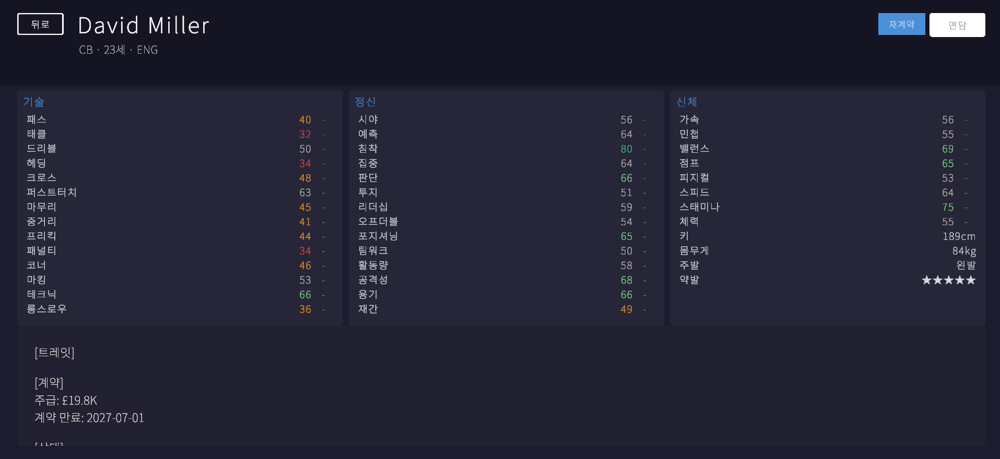 뒤로
David Miller
재계약
면담
CB · 23세 · ENG
기술
패스 40 -
태클 32 -
드리블 50 -
헤딩 34 -
크로스 48 -
퍼스트터치 63 -
마무리 45 -
중거리 41 -
프리킥 44 -
패널티 34 -
코너 46 -
마킹 53 -
테크닉 66 -
롱스로우 36 -
정신
시야 56 -
예측 64 -
침착 80 -
집중 64 -
판단 66 -
투지 51 -
리더십 59 -
오프더볼 54 -
포지셔닝 65 -
팀워크 50 -
활동량 58 -
공격성 68 -
용기 66 -
재간 49 -
신체
가속 56 -
민첩 55 -
밸런스 69 -
점프 65 -
피지컬 53 -
스피드 64 -
스태미나 75 -
체력 55 -
키 189cm
몸무게 84kg
주발 왼발
약발 ★★★★★
[트레잇]
[계약]
주급: £19.8K
계약 만료: 2027-07-01